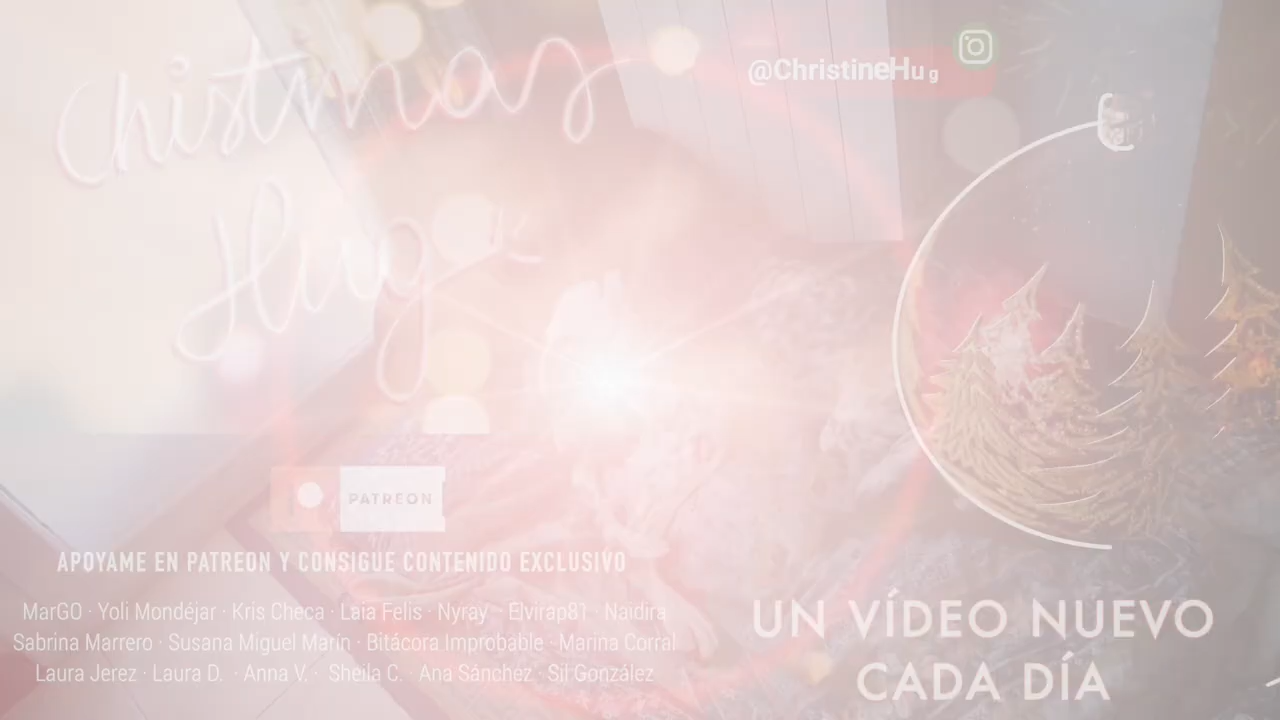 Christmas
Hug
@ChristineHug
PATREON
APOYAME EN PATREON Y CONSIGUE CONTENIDO EXCLUSIVO
MarGO · Yoli Mondéjar · Kris Checa · Laia Felis · Nyray · Elvirap81 · Naidira
Sabrina Marrero · Susana Miguel Marín · Bitácora Improbable · Marina Corral
Laura Jerez · Laura D. · Anna V. · Sheila C. · Ana Sánchez · Sil González
UN VÍDEO NUEVO
CADA DÍA